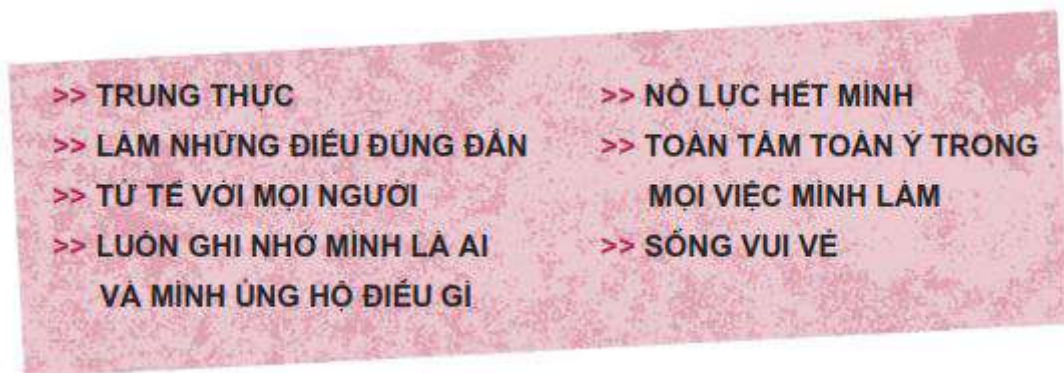 >> TRUNG THỰC
>> LÀM NHỮNG ĐIỀU ĐÚNG ĐẮN
>> TỬ TẾ VỚI MỌI NGƯỜI
>> LUÔN GHI NHỚ MÌNH LÀ AI
VÀ MÌNH ỦNG HỘ ĐIỀU GÌ
>> NỖ LỰC HẾT MÌNH
>> TOÀN TÂM TOÀN Ý TRONG
MỌI VIỆC MÌNH LÀM
>> SỐNG VUI VẺ